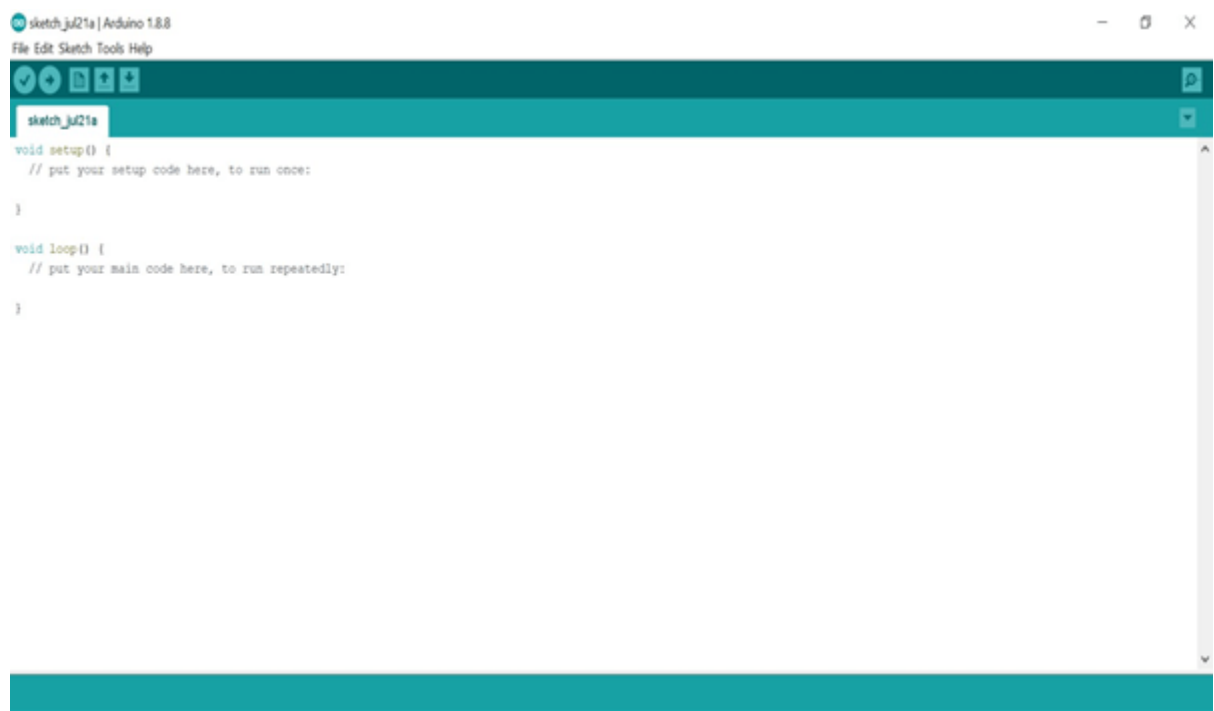 sketch_jul21a | Arduino 1.8.8
File Edit Sketch Tools Help
sketch_jul21a
void setup() {
  // put your setup code here, to run once:
}
void loop() {
  // put your main code here, to run repeatedly:
}